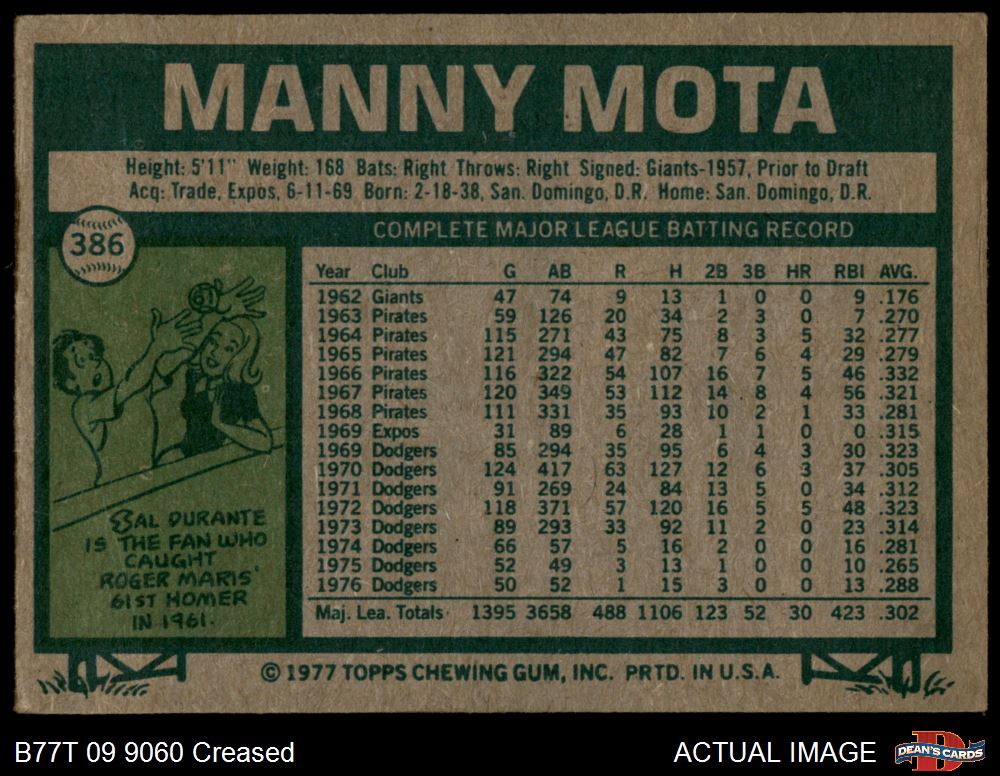 MANNY MOTA
Height: 5'11" Weight: 168 Bats: Right Throws: Right Signed: Giants-1957, Prior to Draft
Acq: Trade, Expos, 6-11-69 Born: 2-18-38, San. Domingo, D.R. Home: San. Domingo, D.R.
386
COMPLETE MAJOR LEAGUE BATTING RECORD
Year Club G AB R H 2B 3B HR RBI AVG.
1962 Giants 47 74 9 13 1 0 0 9 .176
1963 Pirates 59 126 20 34 2 3 0 7 .270
1964 Pirates 115 271 43 75 8 3 5 32 .277
1965 Pirates 121 294 47 82 7 6 4 29 .279
1966 Pirates 116 322 54 107 16 7 5 46 .332
1967 Pirates 120 349 53 112 14 8 4 56 .321
1968 Pirates 111 331 35 93 10 2 1 33 .281
1969 Expos 31 89 6 28 1 1 0 0 .315
1969 Dodgers 85 294 35 95 6 4 3 30 .323
1970 Dodgers 124 417 63 127 12 6 3 37 .305
1971 Dodgers 91 269 24 84 13 5 0 34 .312
1972 Dodgers 118 371 57 120 16 5 5 48 .323
1973 Dodgers 89 293 33 92 11 2 0 23 .314
1974 Dodgers 66 57 5 16 2 0 0 16 .281
1975 Dodgers 52 49 3 13 1 0 0 10 .265
1976 Dodgers 50 52 1 15 3 0 0 13 .288
Maj. Lea. Totals 1395 3658 488 1106 123 52 30 423 .302
SAL DURANTE
IS THE FAN WHO
CAUGHT
ROGER MARIS'
61ST HOMER
IN 1961.
© 1977 TOPPS CHEWING GUM, INC. PRTD. IN U.S.A.
B77T 09 9060 Creased
ACTUAL IMAGE
D
DEAN'S CARDS